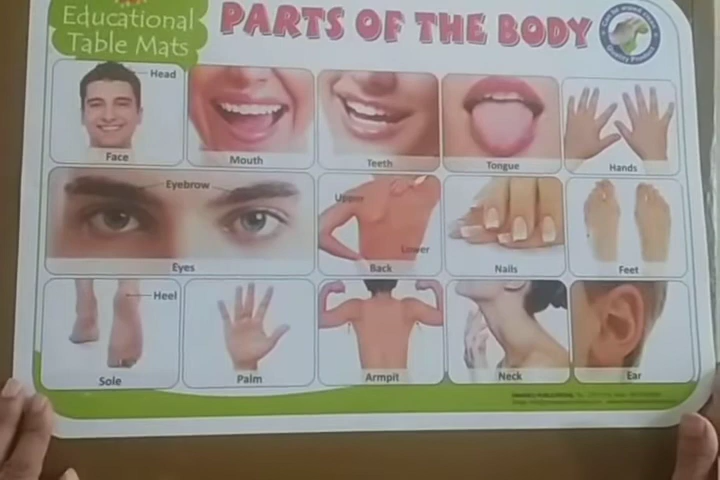 Educational
Table Mats
PARTS OF THE BODY
Head
Face
Mouth
Teeth
Tongue
Hands
Eyebrow
Eyes
Upper
Lower
Back
Nails
Feet
Heel
Sole
Palm
Armpit
Neck
Ear